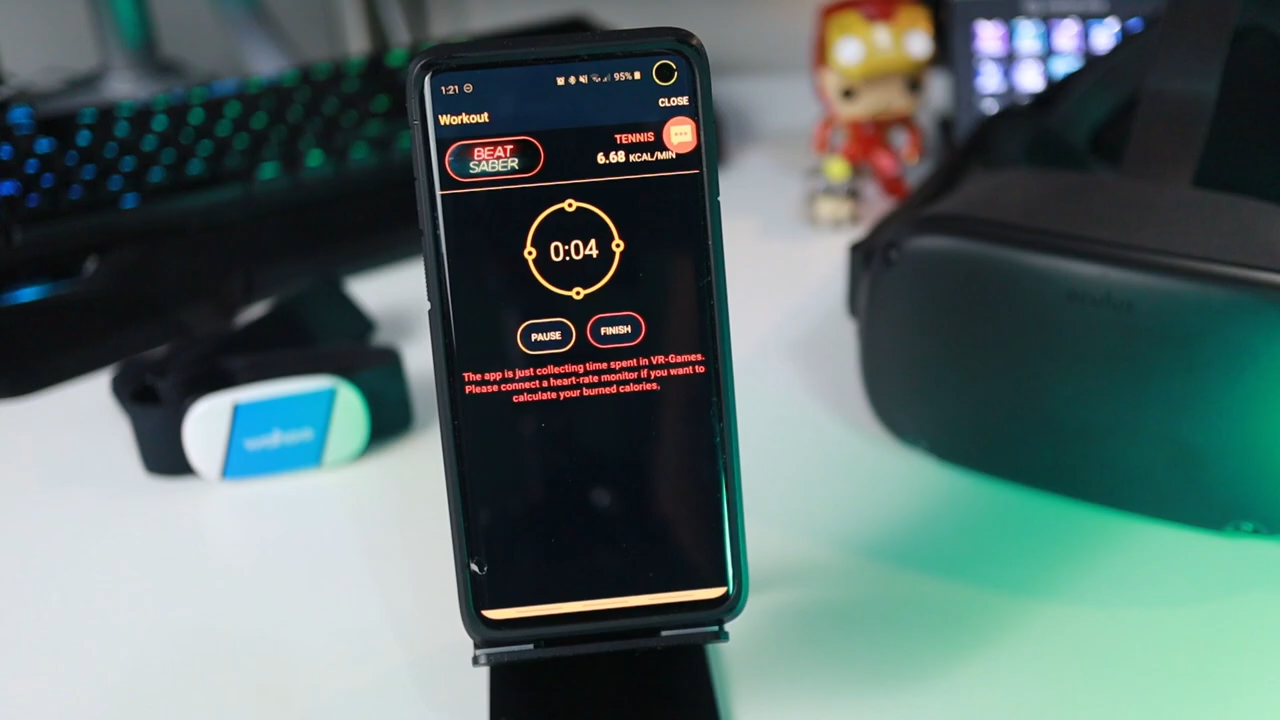 1:21
95%
CLOSE
Workout
BEAT
SABER
TENNIS
6.68 KCAL/MIN
0:04
PAUSE
FINISH
The app is just collecting time spent in VR-Games.
Please connect a heart-rate monitor if you want to
calculate your burned calories,
wahoo
oculus